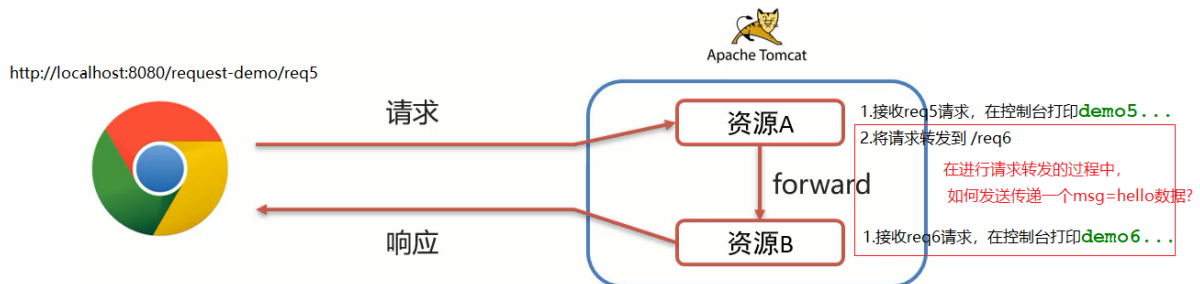 Apache Tomcat
http://localhost:8080/request-demo/req5
请求
资源A
1.接收req5请求，在控制台打印demo5...
2.将请求转发到 /req6
在进行请求转发的过程中，
如何发送传递一个msg=hello数据?
forward
响应
资源B
1.接收req6请求，在控制台打印demo6...